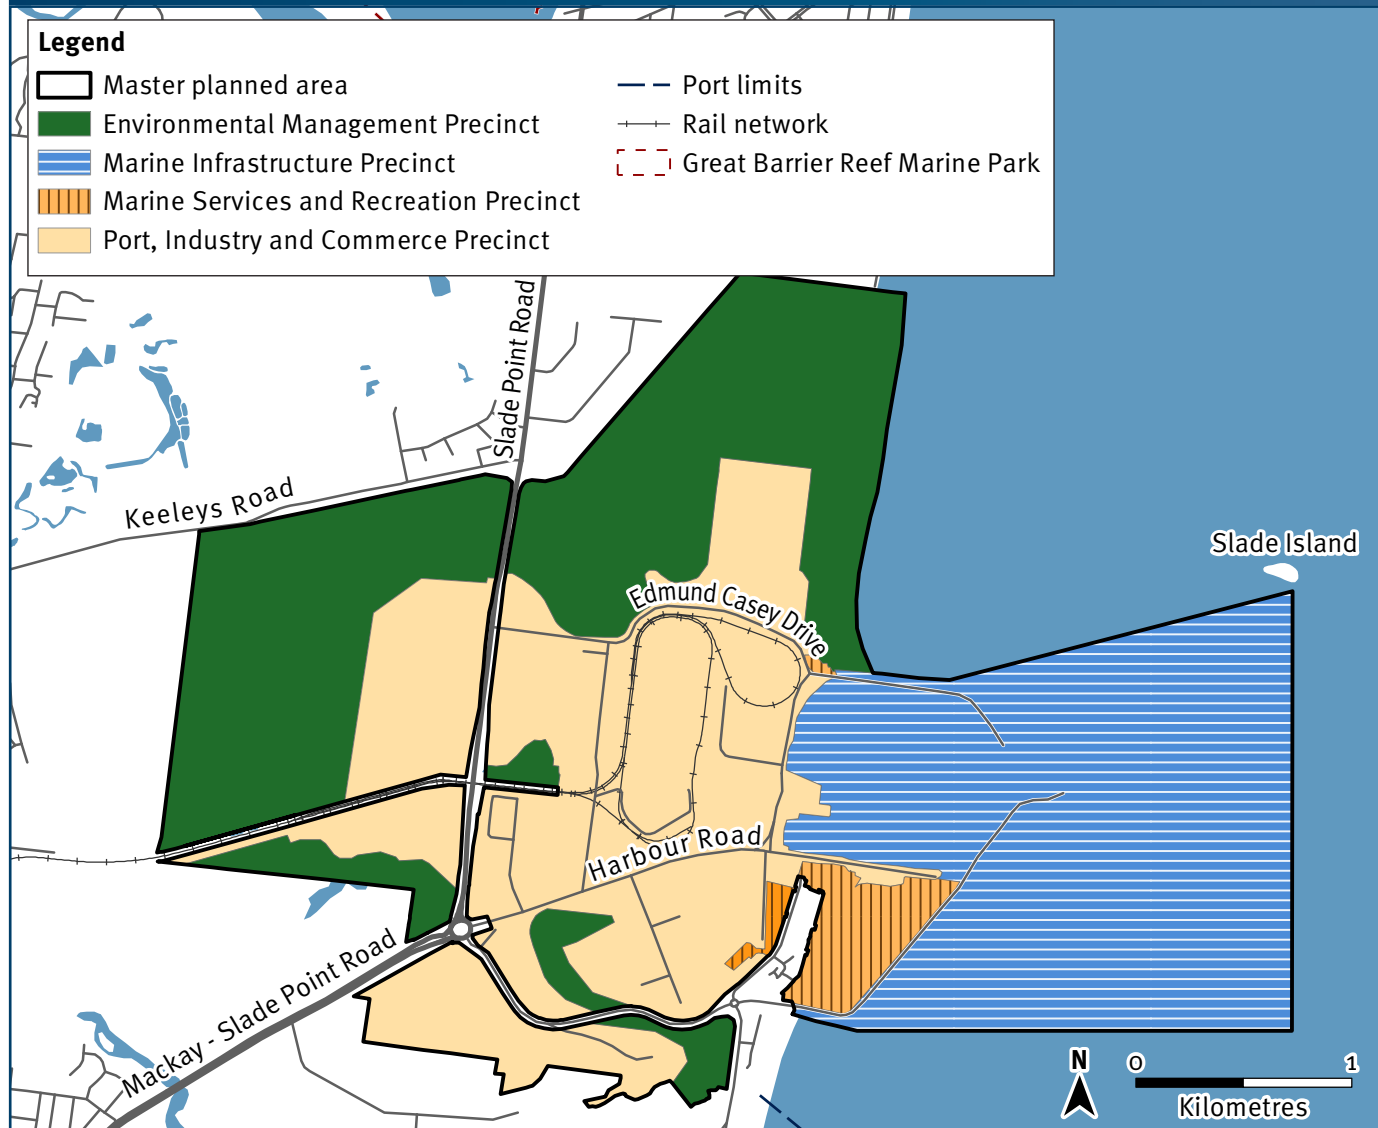 Legend
Master planned area
Environmental Management Precinct
Marine Infrastructure Precinct
Marine Services and Recreation Precinct
Port, Industry and Commerce Precinct
Port limits
Rail network
Great Barrier Reef Marine Park
Slade Point Road
Keeleys Road
Slade Island
Edmund Casey Drive
Harbour Road
Mackay - Slade Point Road
N
0 1
Kilometres